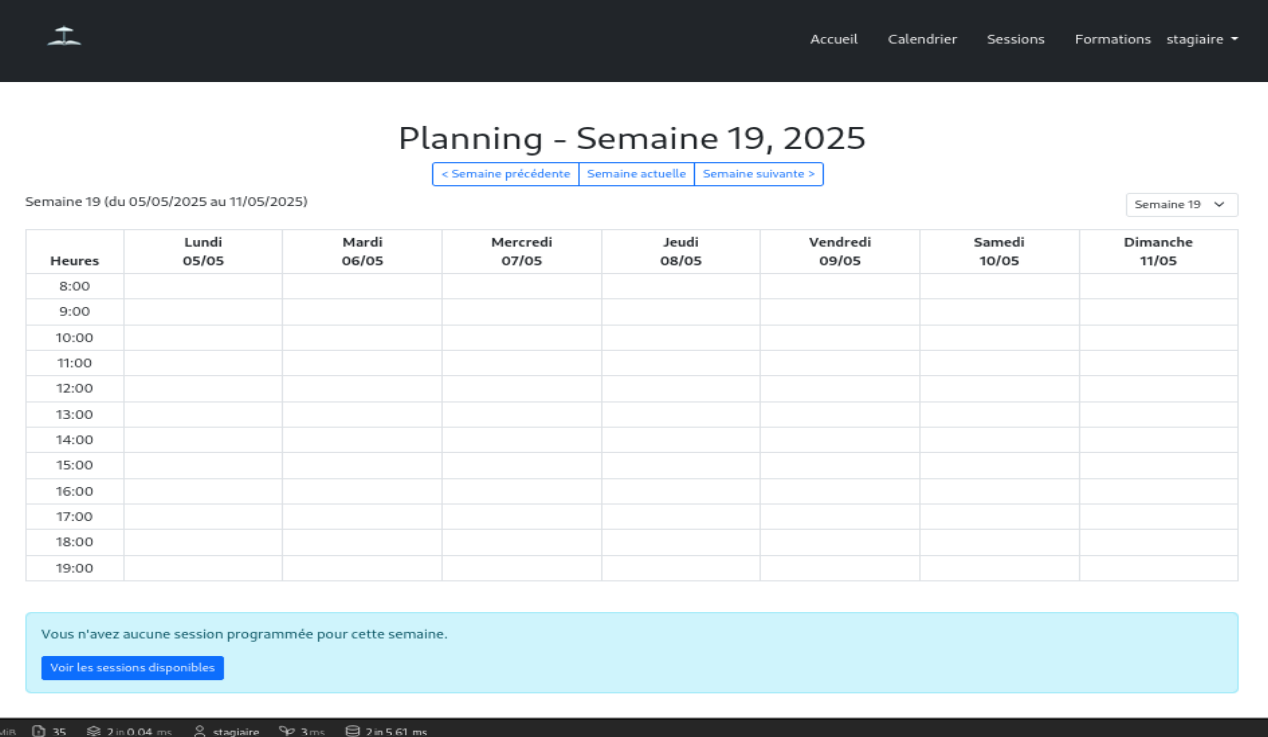 Accueil Calendrier Sessions Formations stagiaire
Planning - Semaine 19, 2025
< Semaine précédente Semaine actuelle Semaine suivante >
Semaine 19 (du 05/05/2025 au 11/05/2025) Semaine 19
Heures Lundi 05/05 Mardi 06/05 Mercredi 07/05 Jeudi 08/05 Vendredi 09/05 Samedi 10/05 Dimanche 11/05
8:00
9:00
10:00
11:00
12:00
13:00
14:00
15:00
16:00
17:00
18:00
19:00
Vous n'avez aucune session programmée pour cette semaine.
Voir les sessions disponibles
MiB 35 2 in 0.04 ms stagiaire 3 ms 2 in 5.61 ms